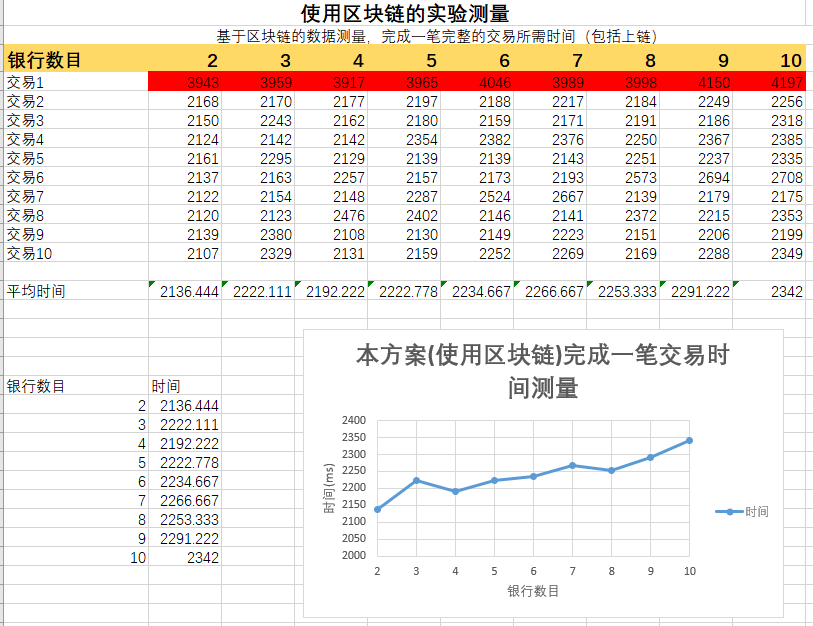 使用区块链的实验测量
基于区块链的数据测量，完成一笔完整的交易所需时间（包括上链）
银行数目 2 3 4 5 6 7 8 9 10
交易1 3943 3959 3917 3965 4046 3989 3998 4150 4197
交易2 2168 2170 2177 2197 2188 2217 2184 2249 2256
交易3 2150 2243 2162 2180 2159 2171 2191 2186 2318
交易4 2124 2142 2142 2354 2382 2376 2250 2367 2385
交易5 2161 2295 2129 2139 2139 2143 2251 2237 2335
交易6 2137 2163 2257 2157 2173 2193 2573 2694 2708
交易7 2122 2154 2148 2287 2524 2667 2139 2179 2175
交易8 2120 2123 2476 2402 2146 2141 2372 2215 2353
交易9 2139 2380 2108 2130 2149 2223 2151 2206 2199
交易10 2107 2329 2131 2159 2252 2269 2169 2288 2349
平均时间 2136.444 2222.111 2192.222 2222.778 2234.667 2266.667 2253.333 2291.222 2342
银行数目 时间
2 2136.444
3 2222.111
4 2192.222
5 2222.778
6 2234.667
7 2266.667
8 2253.333
9 2291.222
10 2342
本方案(使用区块链)完成一笔交易时
间测量
2400
2350
2300
2250
2200
2150
2100
2050
2000
时间(ms)
2 3 4 5 6 7 8 9 10
银行数目
时间